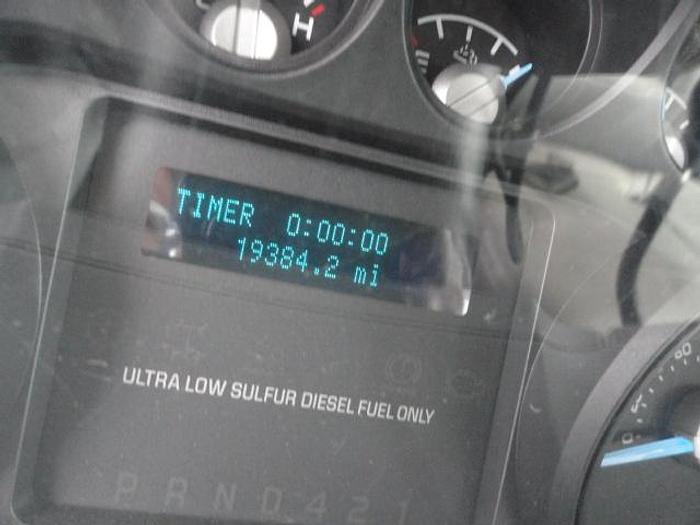 H
TIMER 0:00:00
19384.2 mi
ULTRA LOW SULFUR DIESEL FUEL ONLY
P R N D 4 2 1